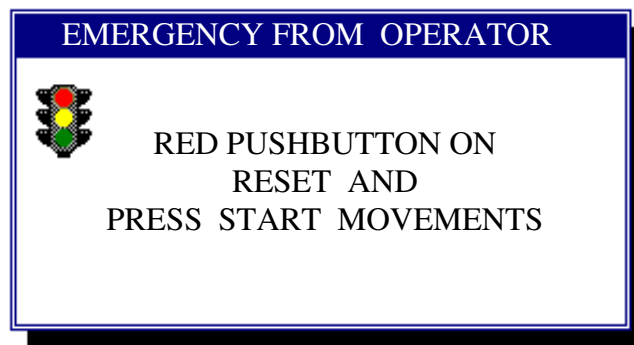 EMERGENCY FROM OPERATOR
RED PUSHBUTTON ON
RESET AND
PRESS START MOVEMENTS